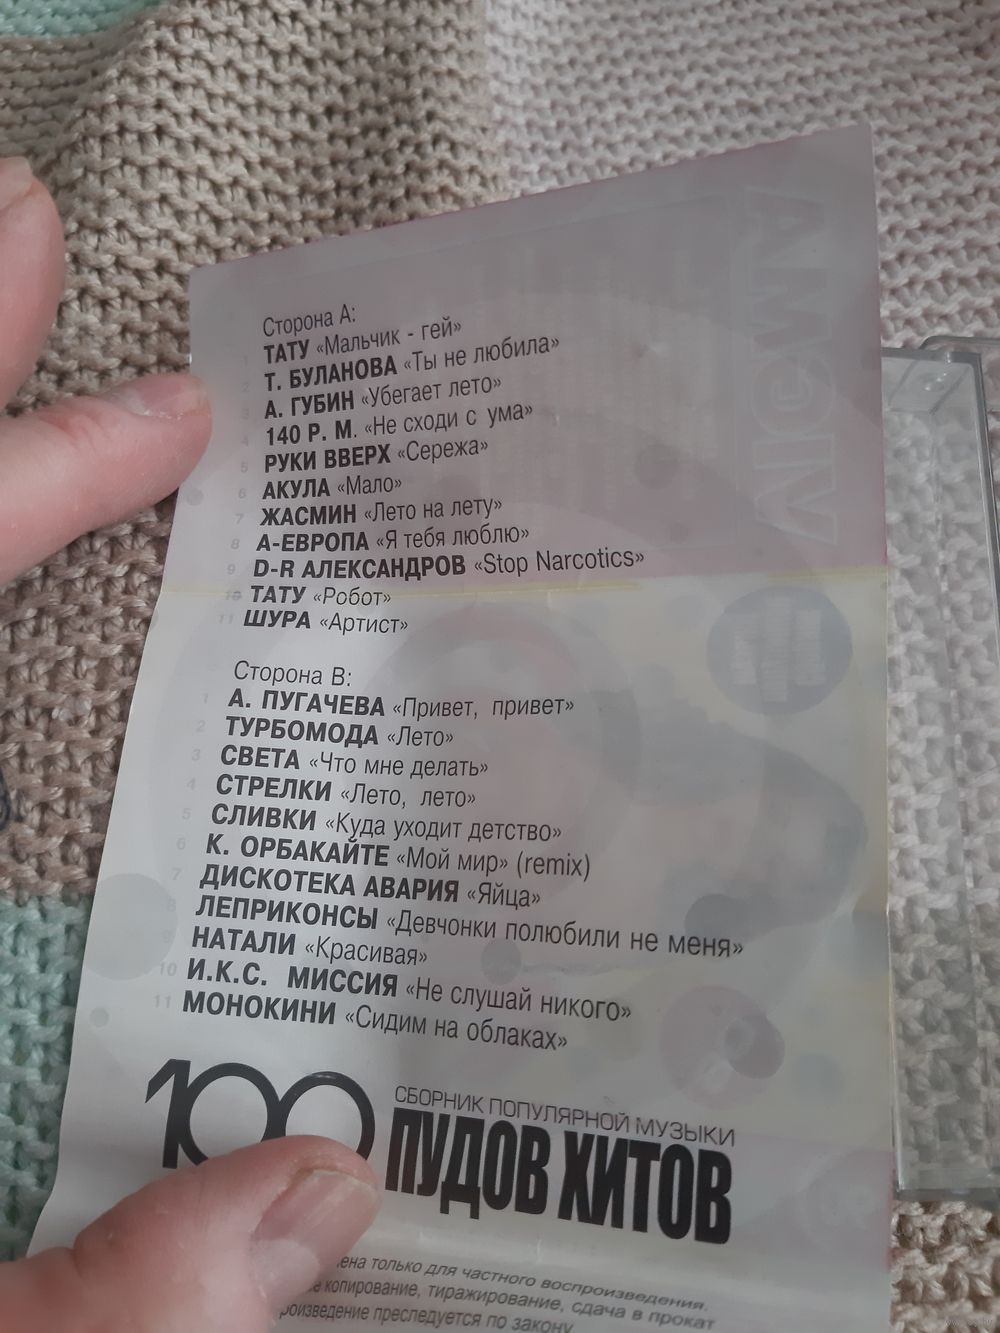 Сторона А:
1 ТАТУ «Мальчик - гей»
2 Т. БУЛАНОВА «Ты не любила»
3 А. ГУБИН «Убегает лето»
4 140 Р. М. «Не сходи с ума»
5 РУКИ ВВЕРХ «Сережа»
6 АКУЛА «Мало»
7 ЖАСМИН «Лето на лету»
8 А-ЕВРОПА «Я тебя люблю»
9 D-R АЛЕКСАНДРОВ «Stop Narcotics»
10 ТАТУ «Робот»
11 ШУРА «Артист»
Сторона В:
1 А. ПУГАЧЕВА «Привет, привет»
2 ТУРБОМОДА «Лето»
3 СВЕТА «Что мне делать»
4 СТРЕЛКИ «Лето, лето»
5 СЛИВКИ «Куда уходит детство»
6 К. ОРБАКАЙТЕ «Мой мир» (remix)
7 ДИСКОТЕКА АВАРИЯ «Яйца»
8 ЛЕПРИКОНСЫ «Девчонки полюбили не меня»
9 НАТАЛИ «Красивая»
10 И.К.С. МИССИЯ «Не слушай никого»
11 МОНОКИНИ «Сидим на облаках»
100 СБОРНИК ПОПУЛЯРНОЙ МУЗЫКИ
ПУДОВ ХИТОВ
только для частного воспроизведения.
копирование, тиражирование, сдача в прокат
преследуется по закону